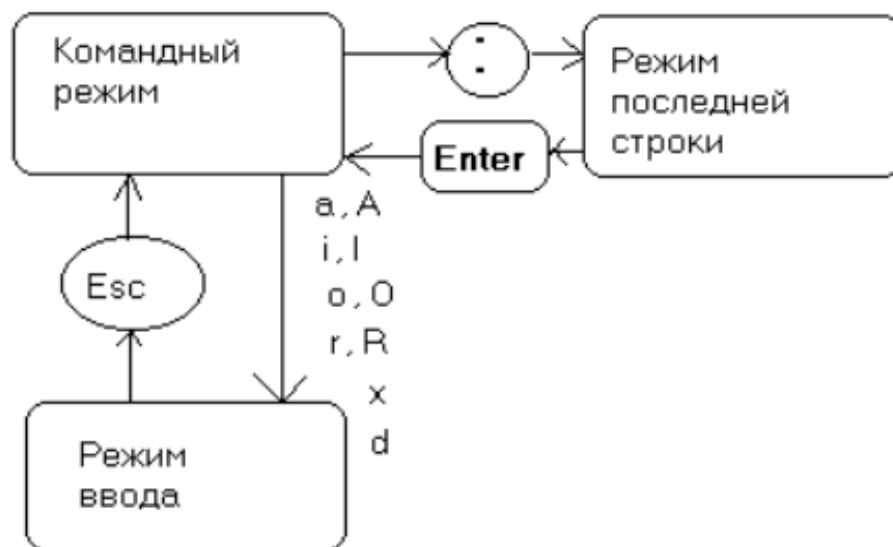 Командный
режим
:
Режим
последней
строки
Enter
a, A
i, I
o, O
r, R
x
d
Esc
Режим
ввода